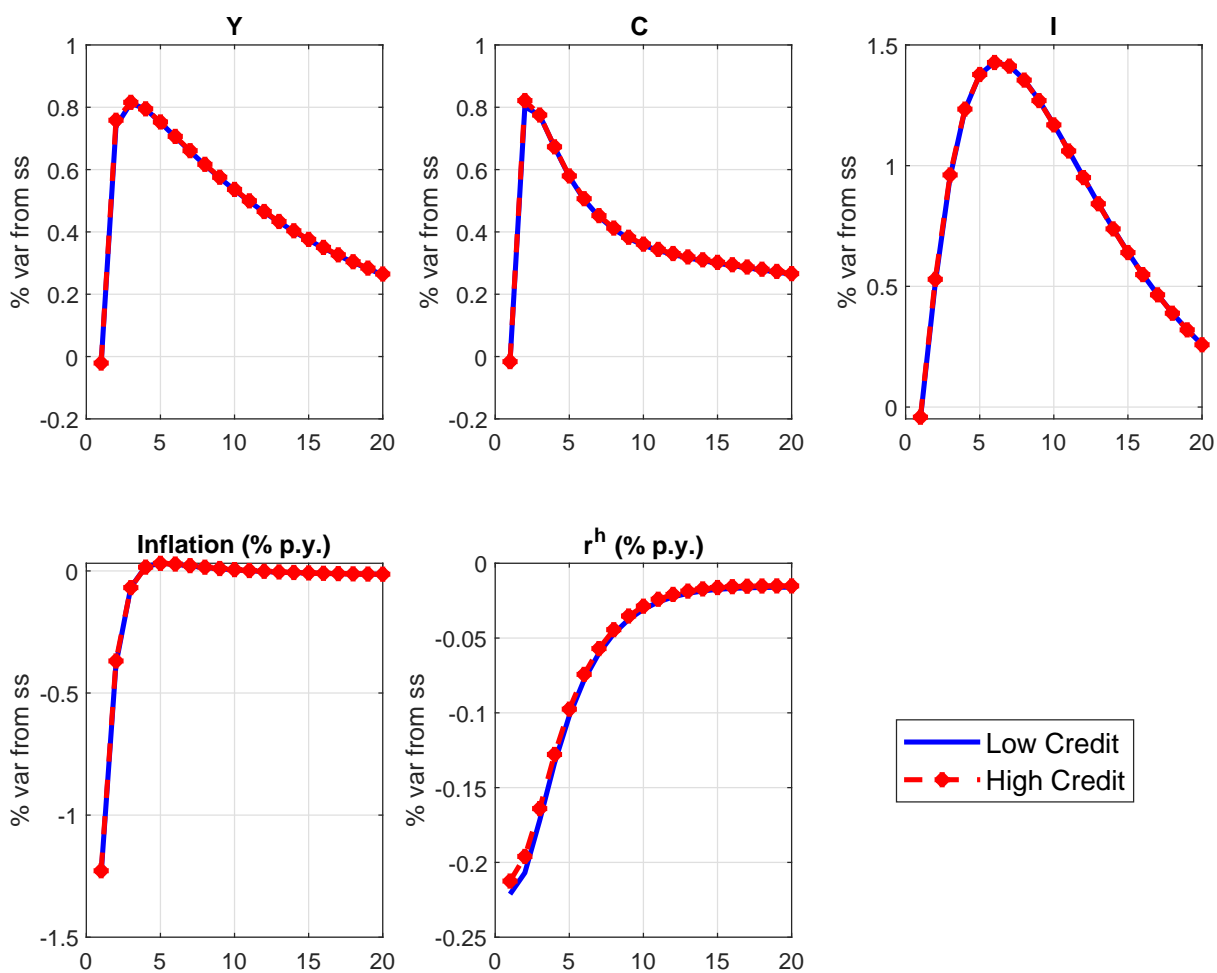 Y
% var from ss
1
0.8
0.6
0.4
0.2
0
-0.2
0 5 10 15 20
C
% var from ss
1
0.8
0.6
0.4
0.2
0
-0.2
0 5 10 15 20
I
% var from ss
1.5
1
0.5
0
0 5 10 15 20
Inflation (% p.y.)
% var from ss
0
-0.5
-1
-1.5
0 5 10 15 20
r^h (% p.y.)
% var from ss
0
-0.05
-0.1
-0.15
-0.2
-0.25
0 5 10 15 20
Low Credit
High Credit